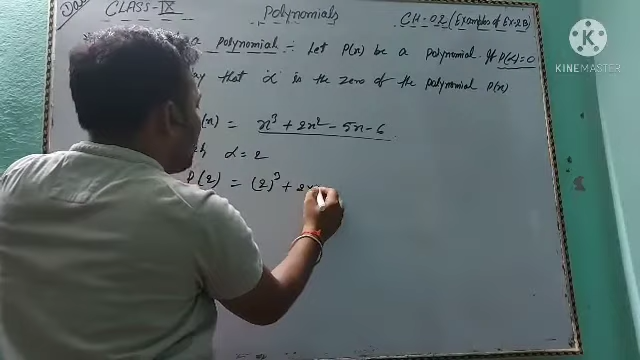 CLASS-IX
Polynomials
CH-02 (Examples of Ex-2B)
a Polynomial :- Let P(x) be a polynomial If P(α)=0
that α is the zero of the polynomial P(x)
(x) = x³ + 2x² - 5x - 6
α = 2
P(2) = (2)³ + 2x
K
KINEMASTER